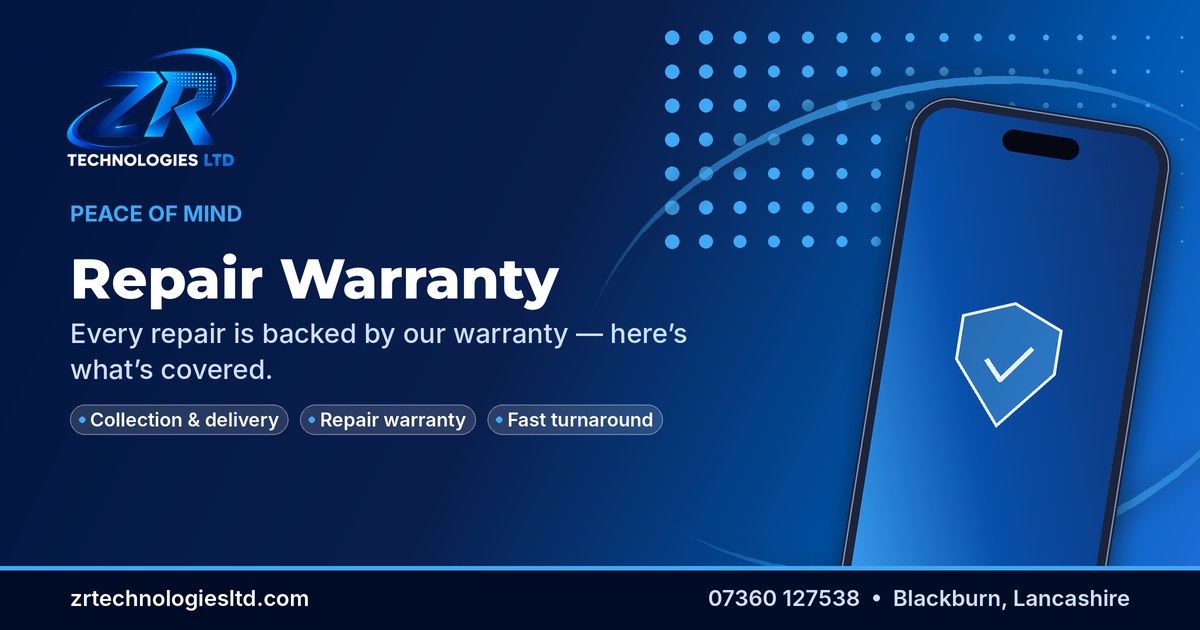 ZR
TECHNOLOGIES LTD
PEACE OF MIND
Repair Warranty
Every repair is backed by our warranty — here’s
what’s covered.
Collection & delivery
Repair warranty
Fast turnaround
zrtechnologiesltd.com
07360 127538 • Blackburn, Lancashire